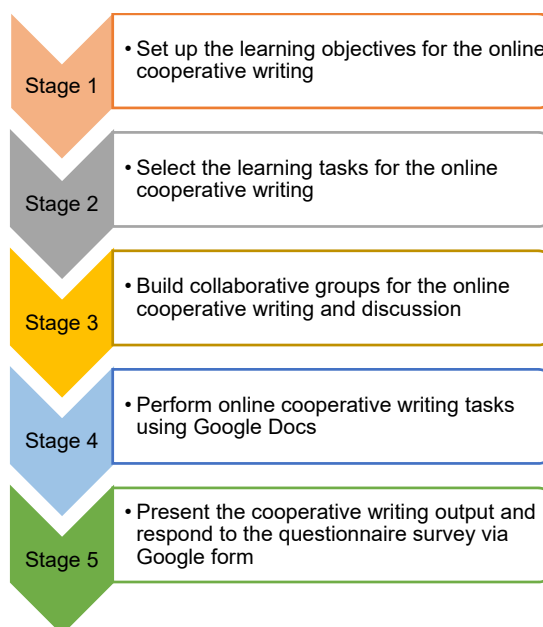 Stage 1
• Set up the learning objectives for the online
cooperative writing
Stage 2
• Select the learning tasks for the online
cooperative writing
Stage 3
• Build collaborative groups for the online
cooperative writing and discussion
Stage 4
• Perform online cooperative writing tasks
using Google Docs
Stage 5
• Present the cooperative writing output and
respond to the questionnaire survey via
Google form